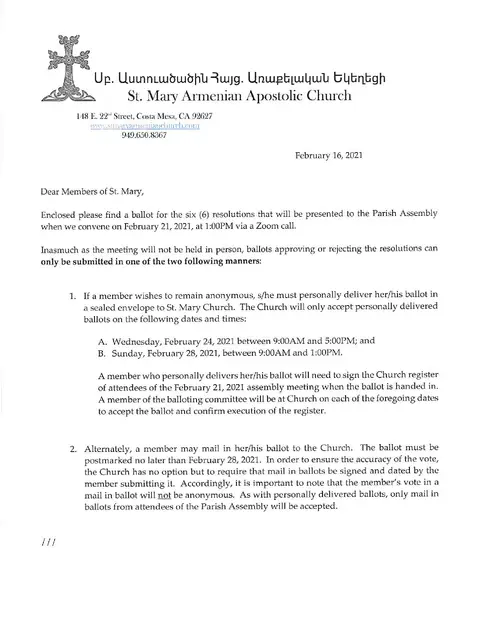 Սբ. Աստուածածին Հայց. Առաքելական Եկեղեցի
St. Mary Armenian Apostolic Church
148 E. 22nd Street, Costa Mesa, CA 92627
949.650.8367
February 16, 2021
Dear Members of St. Mary,
Enclosed please find a ballot for the six (6) resolutions that will be presented to the Parish Assembly
when we convene on February 21, 2021, at 1:00PM via a Zoom call.
Inasmuch as the meeting will not be held in person, ballots approving or rejecting the resolutions can
only be submitted in one of the two following manners:
1. If a member wishes to remain anonymous, s/he must personally deliver her/his ballot in
a sealed envelope to St. Mary Church. The Church will only accept personally delivered
ballots on the following dates and times:
A. Wednesday, February 24, 2021 between 9:00AM and 5:00PM; and
B. Sunday, February 28, 2021, between 9:00AM and 1:00PM.
A member who personally delivers her/his ballot will need to sign the Church register
of attendees of the February 21, 2021 assembly meeting when the ballot is handed in.
A member of the balloting committee will be at Church on each of the foregoing dates
to accept the ballot and confirm execution of the register.
2. Alternately, a member may mail in her/his ballot to the Church. The ballot must be
postmarked no later than February 28, 2021. In order to ensure the accuracy of the vote,
the Church has no option but to require that mail in ballots be signed and dated by the
member submitting it. Accordingly, it is important to note that the member's vote in a
mail in ballot will not be anonymous. As with personally delivered ballots, only mail in
ballots from attendees of the Parish Assembly will be accepted.
///